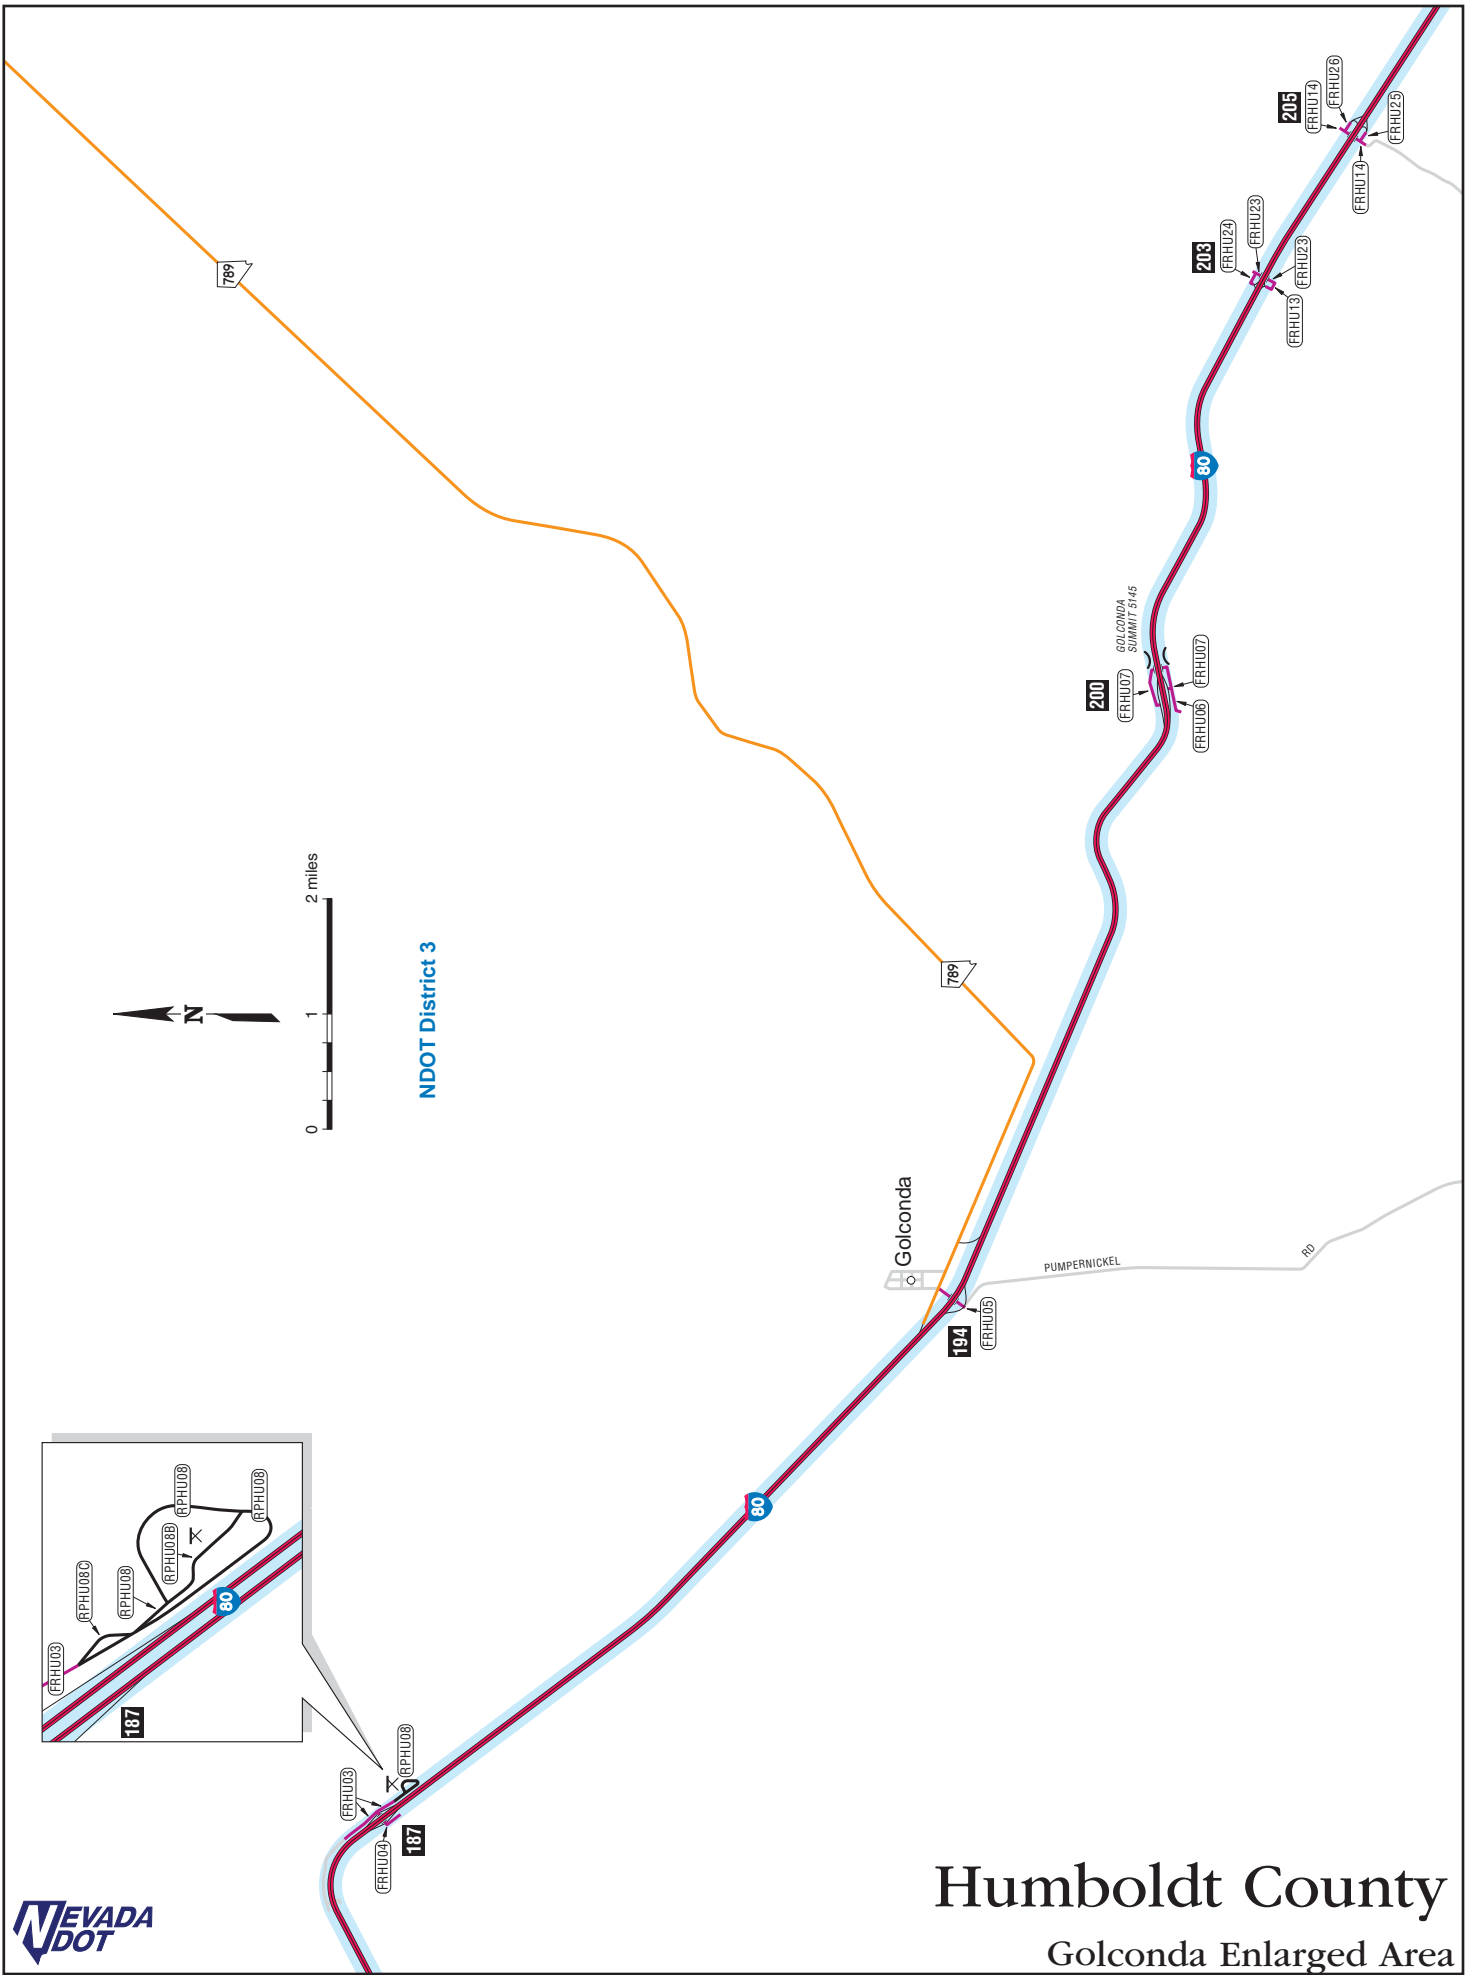 205
FRHU14
FRHU26
FRHU25
FRHU14
203
FRHU24
FRHU23
FRHU23
FRHU13
789
80
GOLCONDA
SUMMIT 5145
200
FRHU07
FRHU07
FRHU06
0 1 2 miles
N
NDOT District 3
789
Golconda
PUMPERNICKEL
RD
194
FRHU05
80
RPHU08
RPHU08
RPHU08B
RPHU08C
RPHU08
80
FRHU03
187
FRHU03
RPHU08
FRHU04
187
NEVADA
DOT
Humboldt County
Golconda Enlarged Area